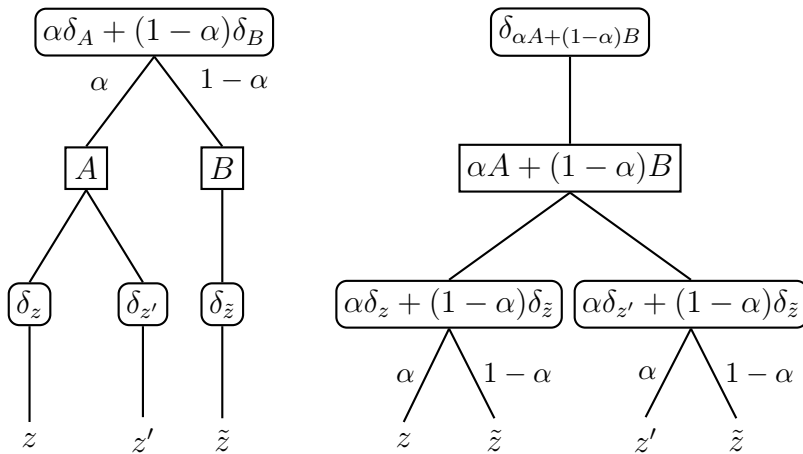 αδ_A + (1 − α)δ_B
δ_{αA+(1−α)B}
α
1 − α
A
B
αA + (1 − α)B
δ_z
δ_{z′}
δ_{z̃}
αδ_z + (1 − α)δ_{z̃}
αδ_{z′} + (1 − α)δ_{z̃}
α
1 − α
α
1 − α
z
z′
z̃
z
z̃
z′
z̃